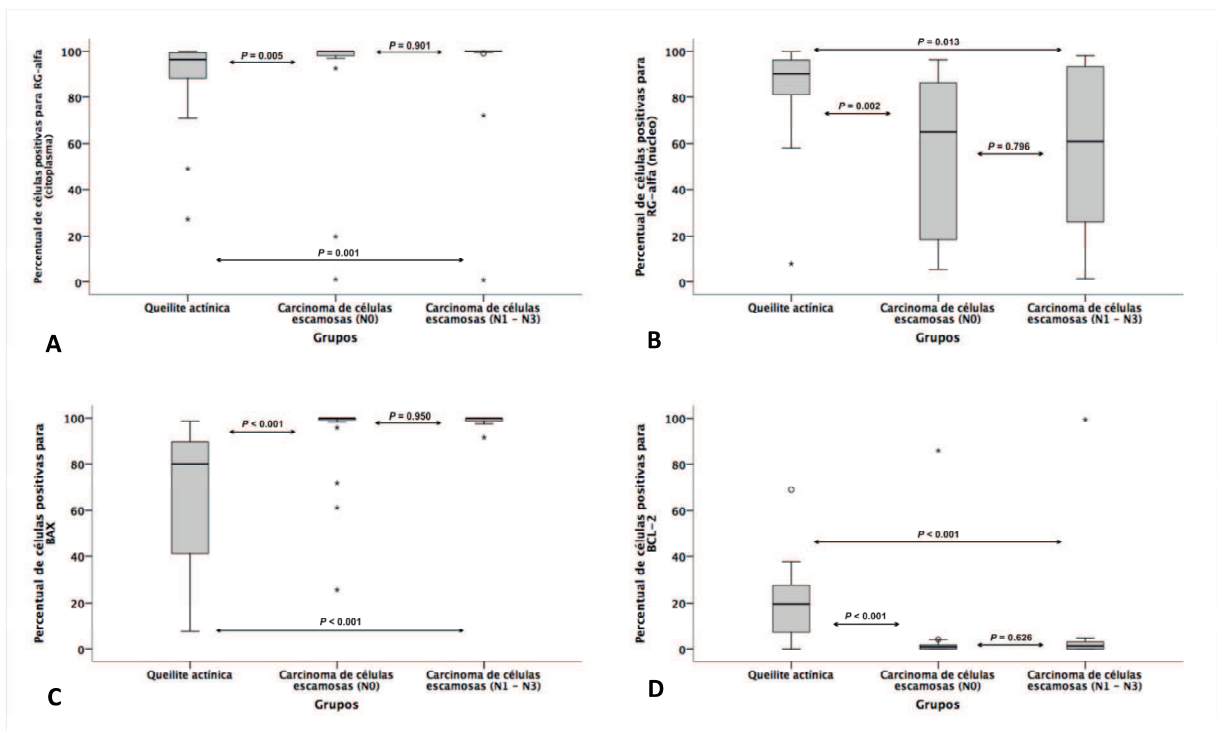 Percentual de células positivas para RG-alfa
(citoplasma)
100
80
60
40
20
0
P = 0.005
P = 0.901
P = 0.001
Queilite actínica
Carcinoma de células
escamosas (N0)
Carcinoma de células
escamosas (N1 – N3)
Grupos
A
Percentual de células positivas para
RG-alfa (núcleo)
100
80
60
40
20
0
P = 0.013
P = 0.002
P = 0.796
Queilite actínica
Carcinoma de células
escamosas (N0)
Carcinoma de células
escamosas (N1 – N3)
Grupos
B
Percentual de células positivas para
BAX
100
80
60
40
20
0
P < 0.001
P = 0.950
P < 0.001
Queilite actínica
Carcinoma de células
escamosas (N0)
Carcinoma de células
escamosas (N1 – N3)
Grupos
C
Percentual de células positivas para
BCL-2
100
80
60
40
20
0
P < 0.001
P < 0.001
P = 0.626
Queilite actínica
Carcinoma de células
escamosas (N0)
Carcinoma de células
escamosas (N1 – N3)
Grupos
D